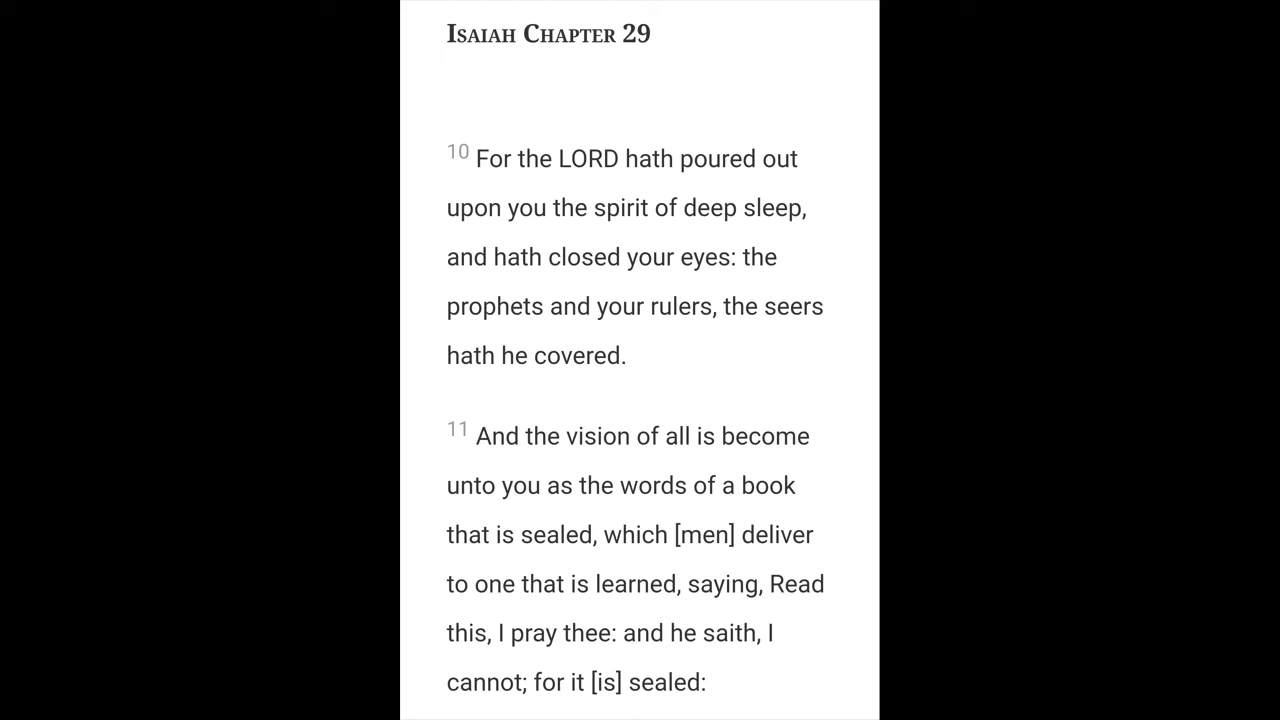 Isaiah Chapter 29
10 For the LORD hath poured out
upon you the spirit of deep sleep,
and hath closed your eyes: the
prophets and your rulers, the seers
hath he covered.
11 And the vision of all is become
unto you as the words of a book
that is sealed, which [men] deliver
to one that is learned, saying, Read
this, I pray thee: and he saith, I
cannot; for it [is] sealed: